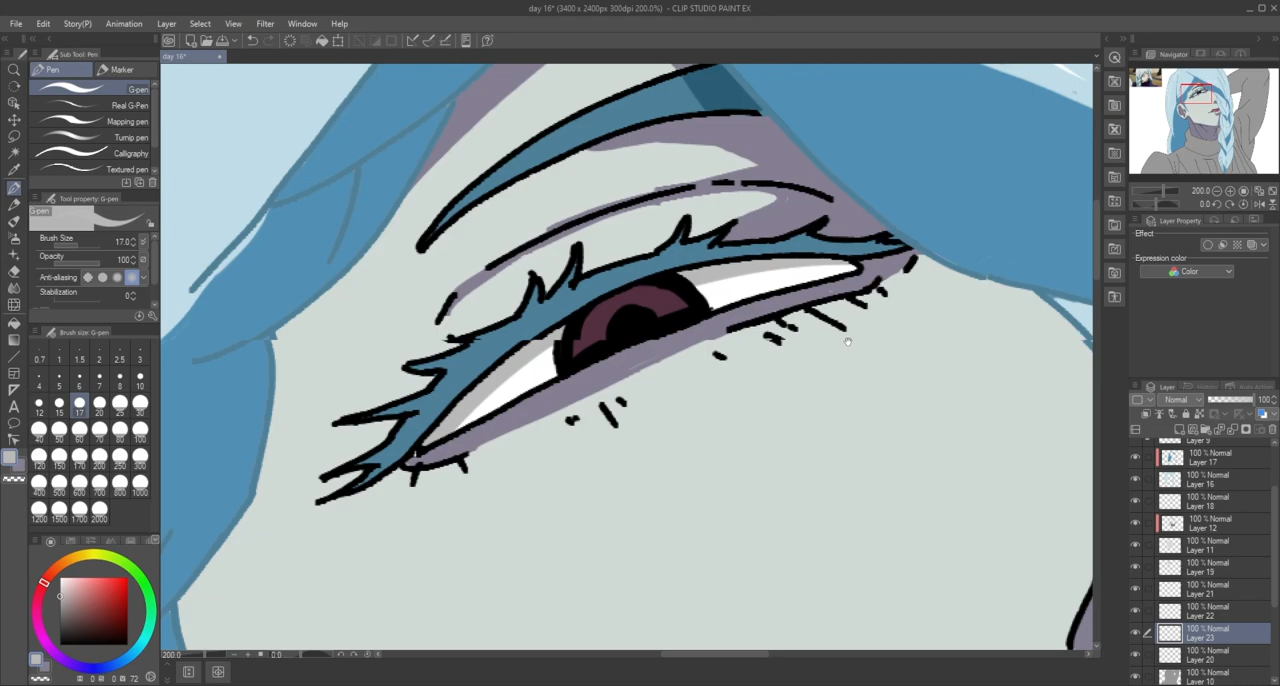 day 16* (3400 x 2400px 300dpi 200.0%) - CLIP STUDIO PAINT EX
File Edit Story(P) Animation Layer Select View Filter Window Help
Sub Tool: Pen
day 16*
Navigator
Pen Marker
G-pen
Real G-Pen
Mapping pen
Turnip pen
Calligraphy
Textured pen
Tool property: G-pen
G-pen
Brush Size 17.0
Opacity 100
Anti-aliasing
Stabilization 0
Brush size: G-pen
0.7 1 1.5 2 2.5 3
4 5 6 7 8 10
12 15 17 20 25 30
40 50 60 70 80 100
120 150 170 200 250 300
400 500 600 700 800 1000
1200 1500 1700 2000
0 0 0 72
200.0 0.0
200.0
0.0
Layer Property
Effect
Expression color
Color
Layer History Auto Action
Normal 100
Layer 9
100 % Normal
Layer 17
100 % Normal
Layer 16
100 % Normal
Layer 18
100 % Normal
Layer 12
100 % Normal
Layer 11
100 % Normal
Layer 19
100 % Normal
Layer 21
100 % Normal
Layer 22
100 % Normal
Layer 23
100 % Normal
Layer 20
100 % Normal
Layer 10